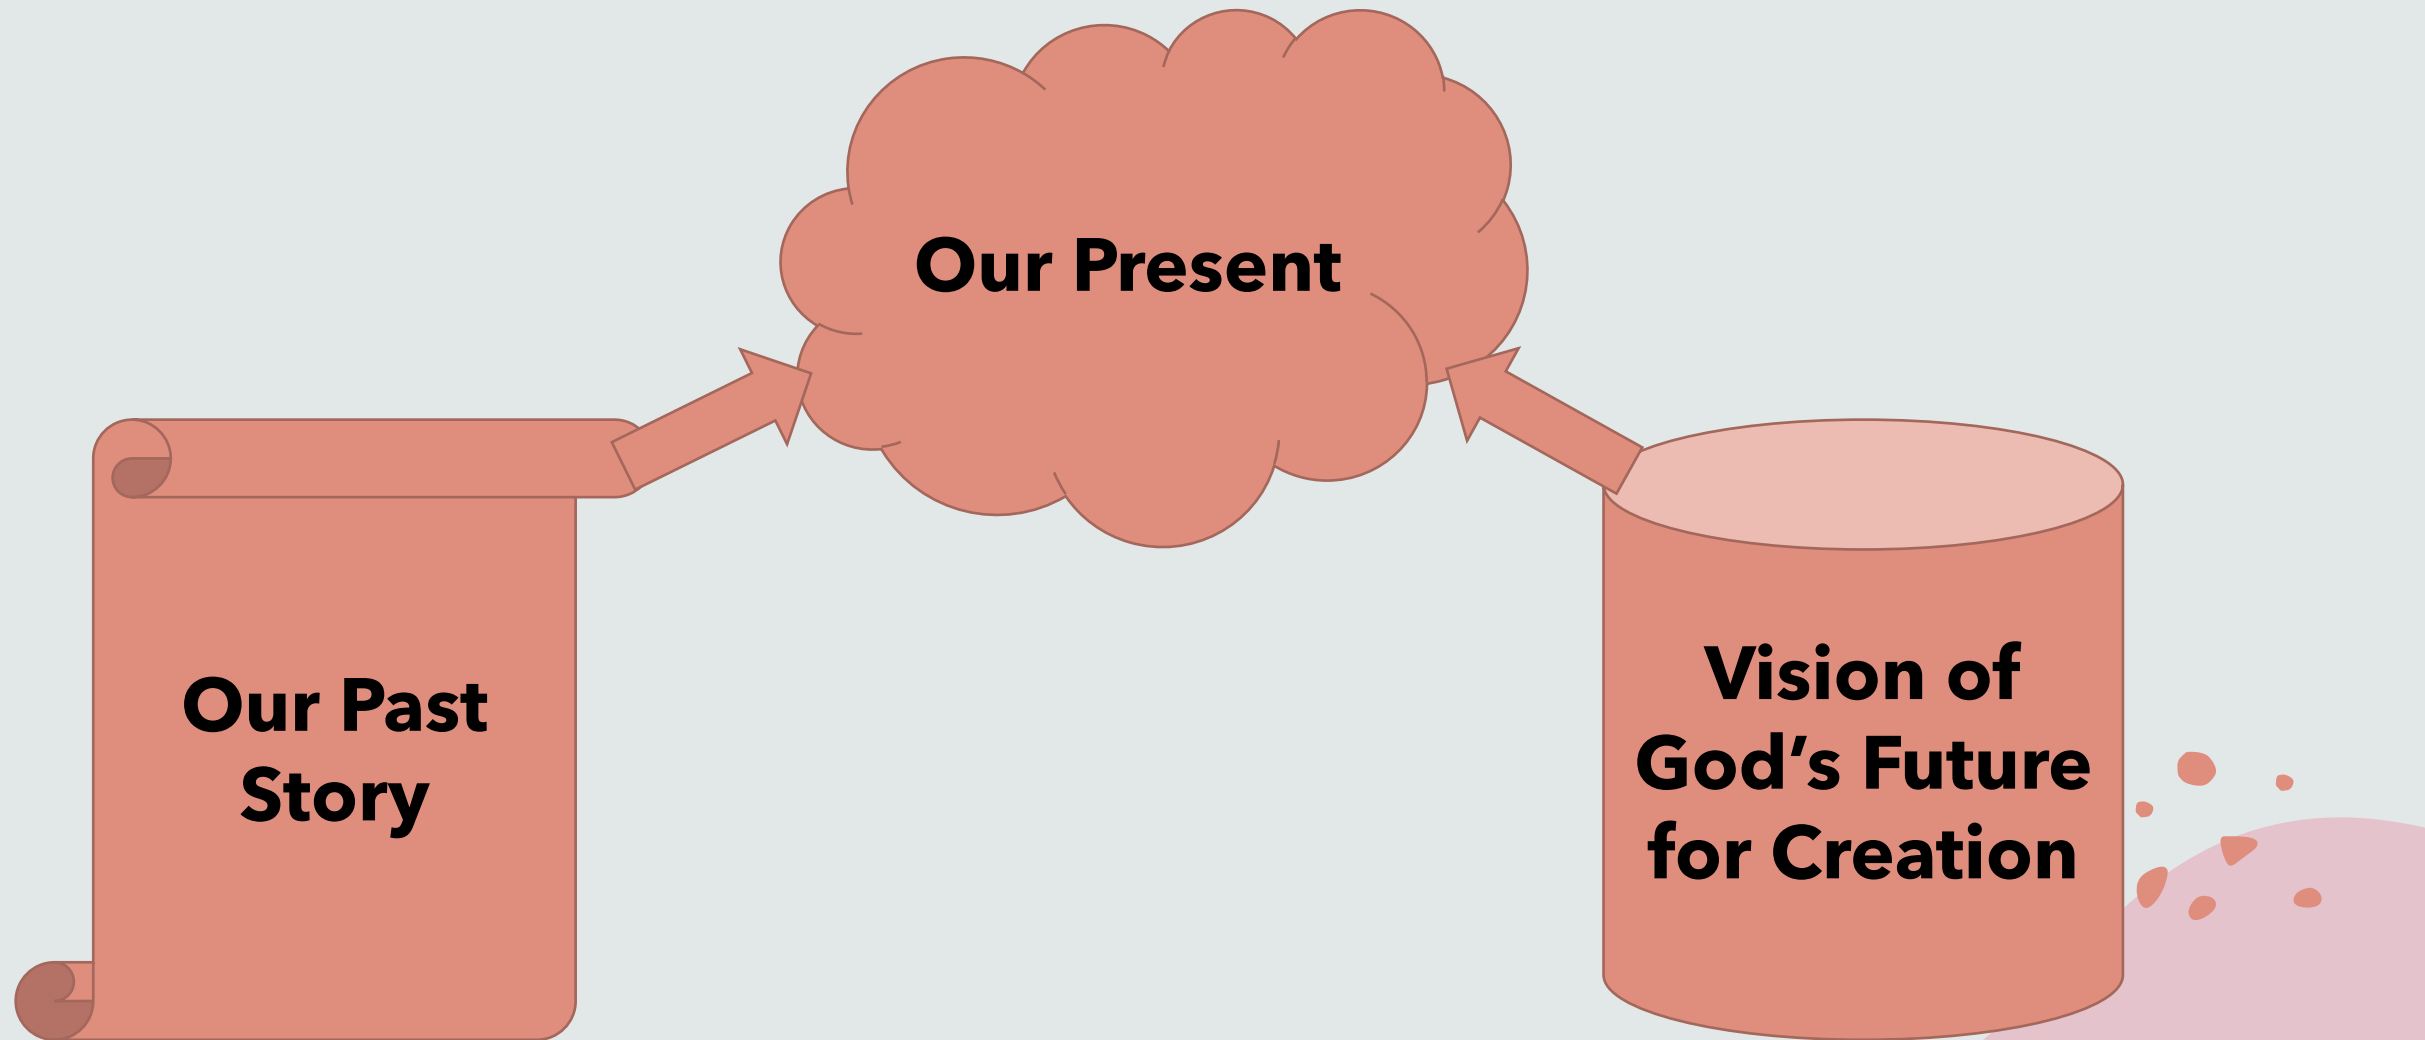 Our Present
Our Past
Story
Vision of
God’s Future
for Creation